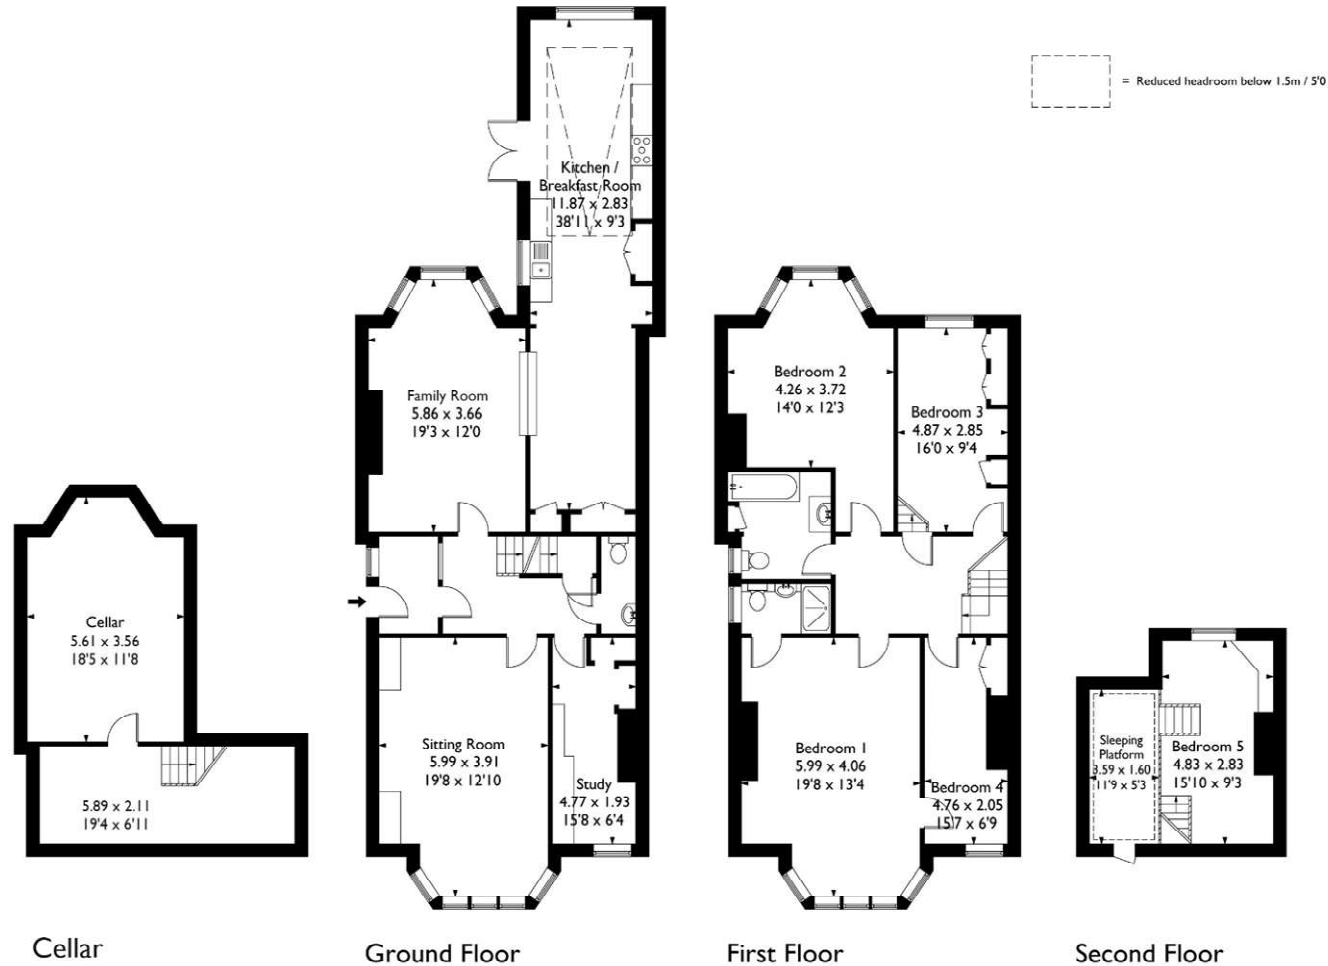 = Reduced headroom below 1.5m / 5'0
Kitchen /
Breakfast Room
11.87 x 2.83
38'11 x 9'3
Family Room
5.86 x 3.66
19'3 x 12'0
Bedroom 2
4.26 x 3.72
14'0 x 12'3
Bedroom 3
4.87 x 2.85
16'0 x 9'4
Cellar
5.61 x 3.56
18'5 x 11'8
5.89 x 2.11
19'4 x 6'11
Sitting Room
5.99 x 3.91
19'8 x 12'10
Study
4.77 x 1.93
15'8 x 6'4
Bedroom 1
5.99 x 4.06
19'8 x 13'4
Bedroom 4
4.76 x 2.05
15'7 x 6'9
Sleeping
Platform
3.59 x 1.60
11'9 x 5'3
Bedroom 5
4.83 x 2.83
15'10 x 9'3
Cellar
Ground Floor
First Floor
Second Floor